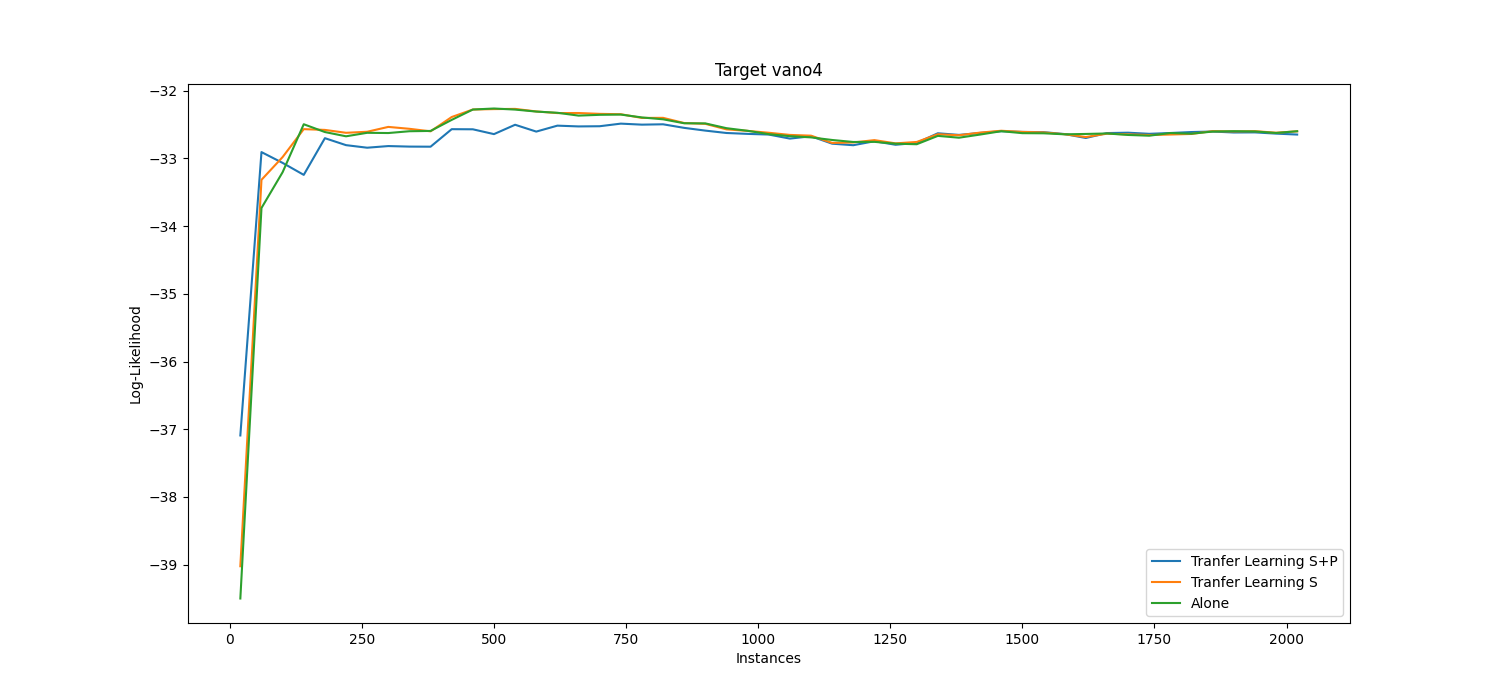 Target vano4
−32
−33
−34
−35
−36
−37
−38
−39
Log-Likelihood
0
250
500
750
1000
1250
1500
1750
2000
Instances
Tranfer Learning S+P
Tranfer Learning S
Alone